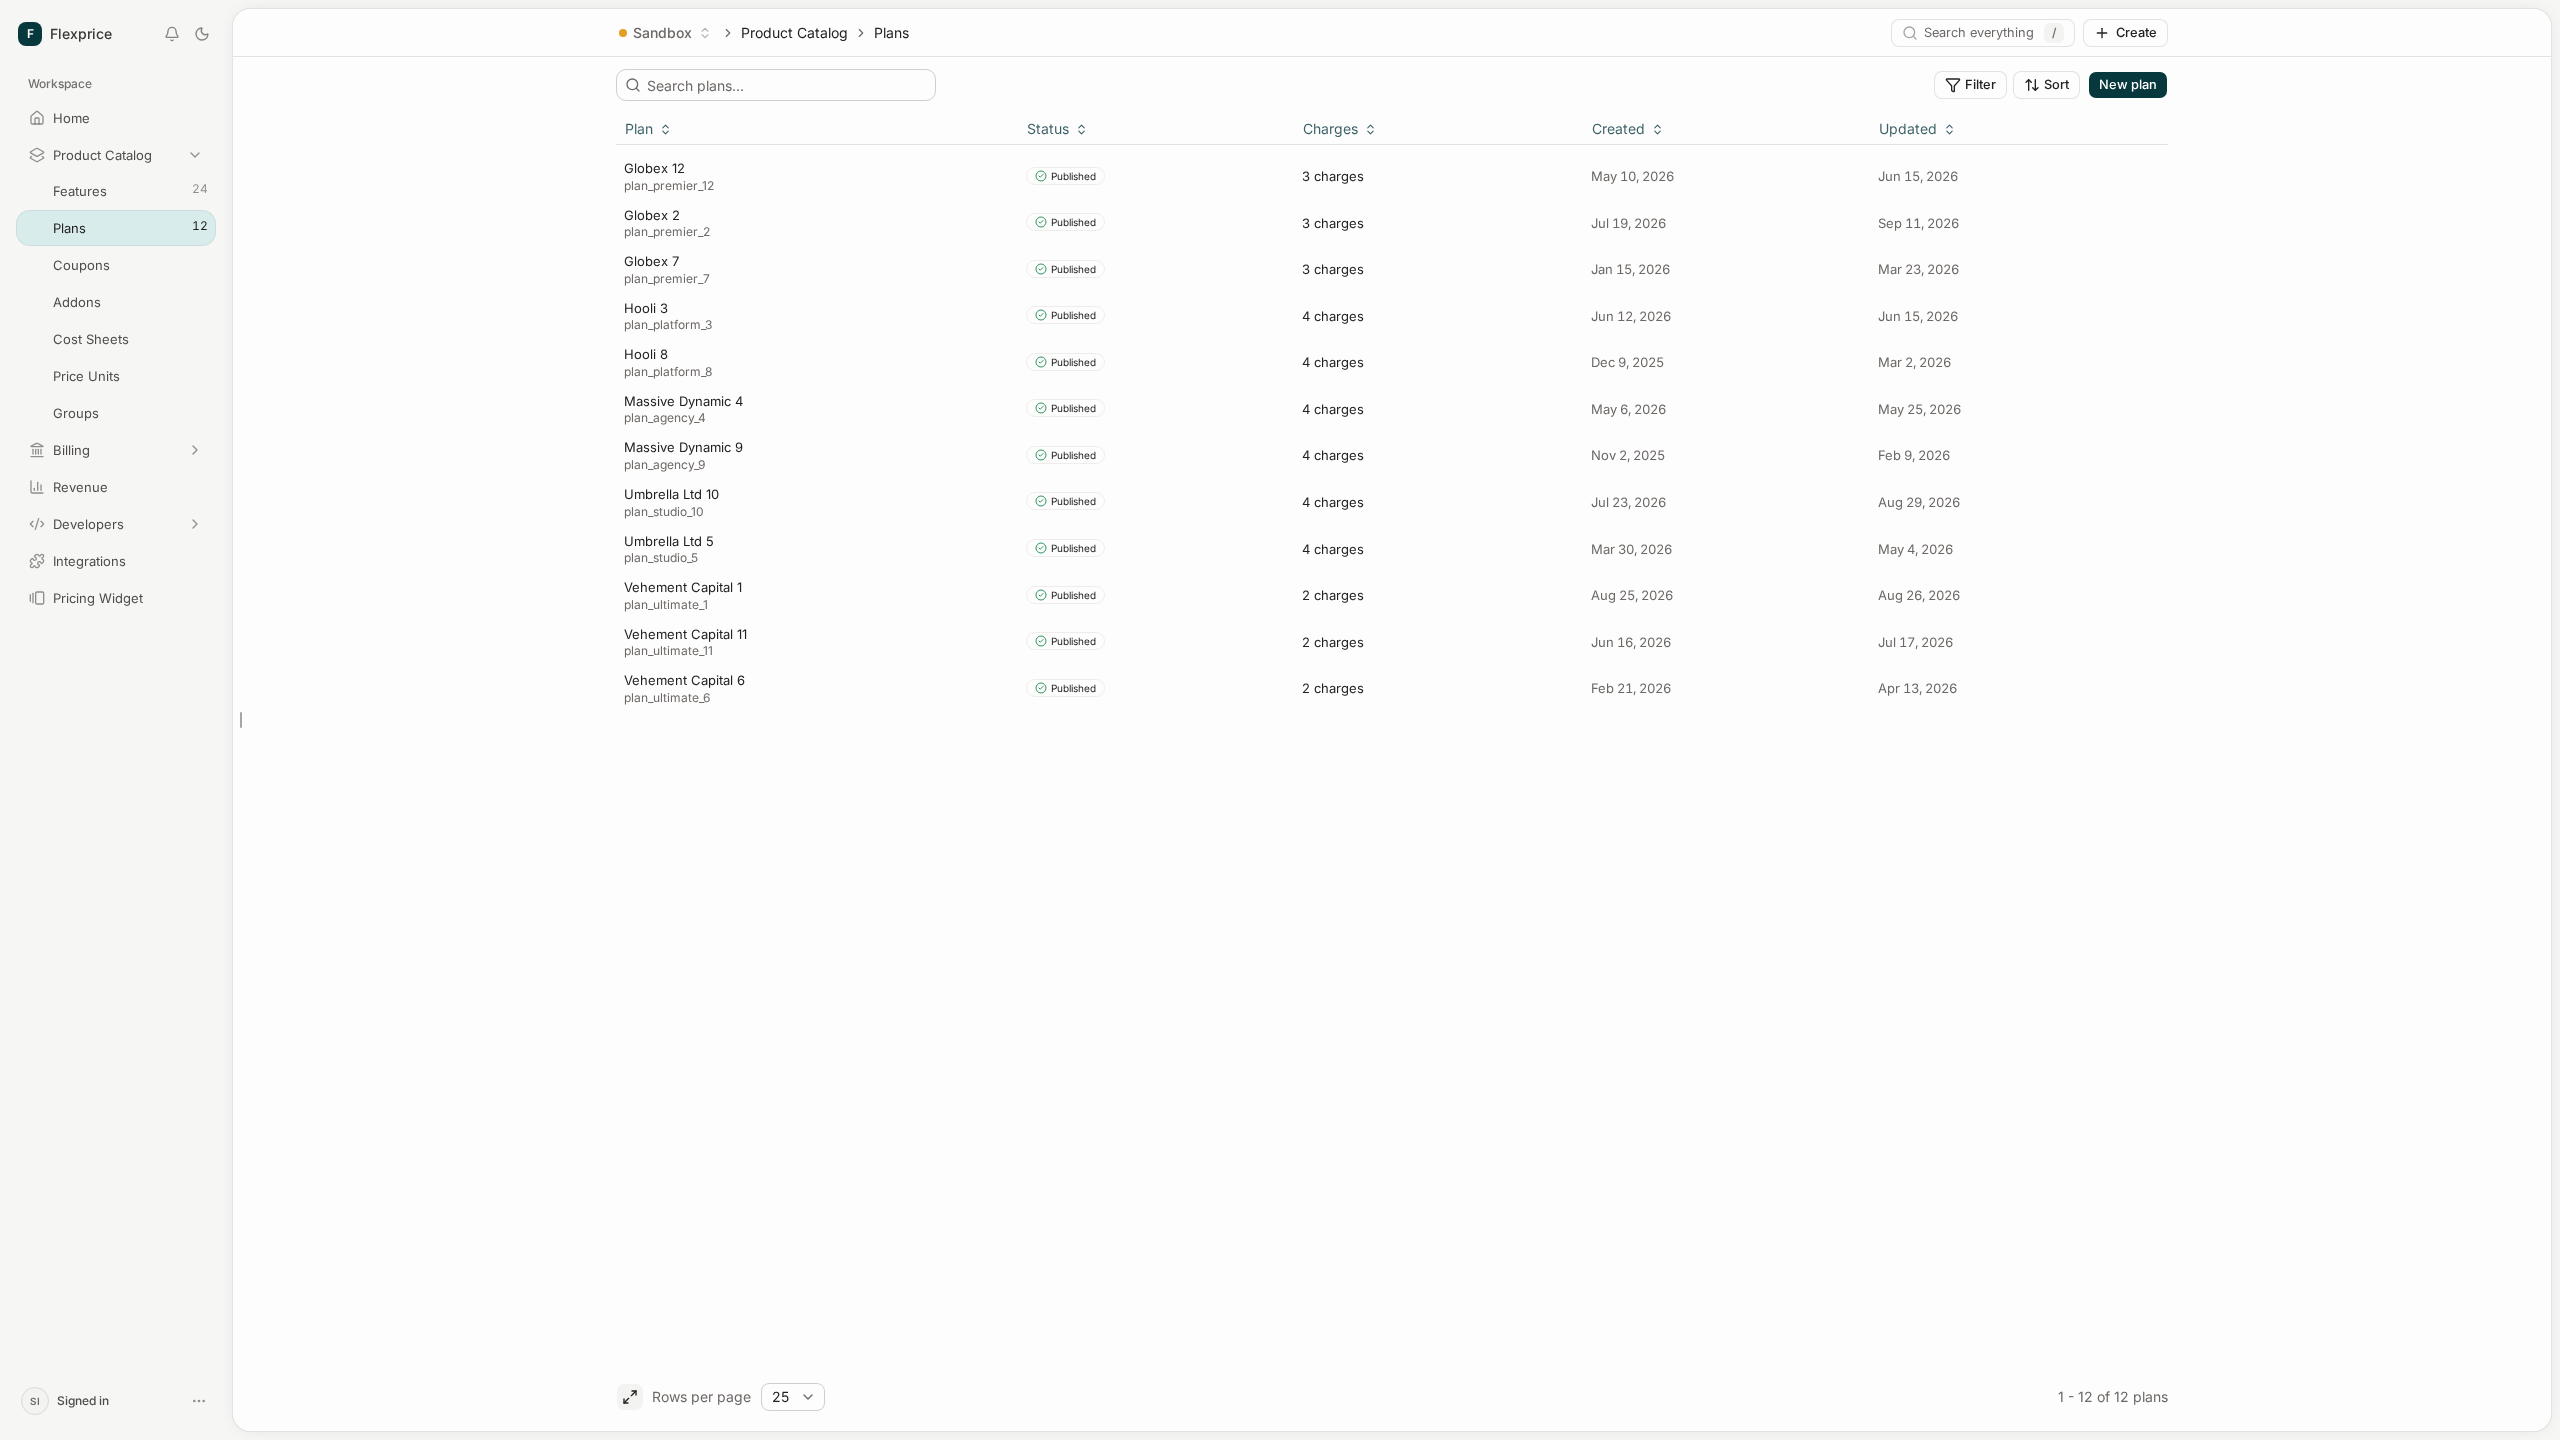 F Flexprice
Sandbox > Product Catalog > Plans
Search everything /
Create
Workspace
Home
Product Catalog
Features 24
Plans 12
Coupons
Addons
Cost Sheets
Price Units
Groups
Billing
Revenue
Developers
Integrations
Pricing Widget
SI Signed in
Search plans...
Filter
Sort
New plan
Plan Status Charges Created Updated
Globex 12
plan_premier_12
Published 3 charges May 10, 2026 Jun 15, 2026
Globex 2
plan_premier_2
Published 3 charges Jul 19, 2026 Sep 11, 2026
Globex 7
plan_premier_7
Published 3 charges Jan 15, 2026 Mar 23, 2026
Hooli 3
plan_platform_3
Published 4 charges Jun 12, 2026 Jun 15, 2026
Hooli 8
plan_platform_8
Published 4 charges Dec 9, 2025 Mar 2, 2026
Massive Dynamic 4
plan_agency_4
Published 4 charges May 6, 2026 May 25, 2026
Massive Dynamic 9
plan_agency_9
Published 4 charges Nov 2, 2025 Feb 9, 2026
Umbrella Ltd 10
plan_studio_10
Published 4 charges Jul 23, 2026 Aug 29, 2026
Umbrella Ltd 5
plan_studio_5
Published 4 charges Mar 30, 2026 May 4, 2026
Vehement Capital 1
plan_ultimate_1
Published 2 charges Aug 25, 2026 Aug 26, 2026
Vehement Capital 11
plan_ultimate_11
Published 2 charges Jun 16, 2026 Jul 17, 2026
Vehement Capital 6
plan_ultimate_6
Published 2 charges Feb 21, 2026 Apr 13, 2026
Rows per page 25
1 - 12 of 12 plans